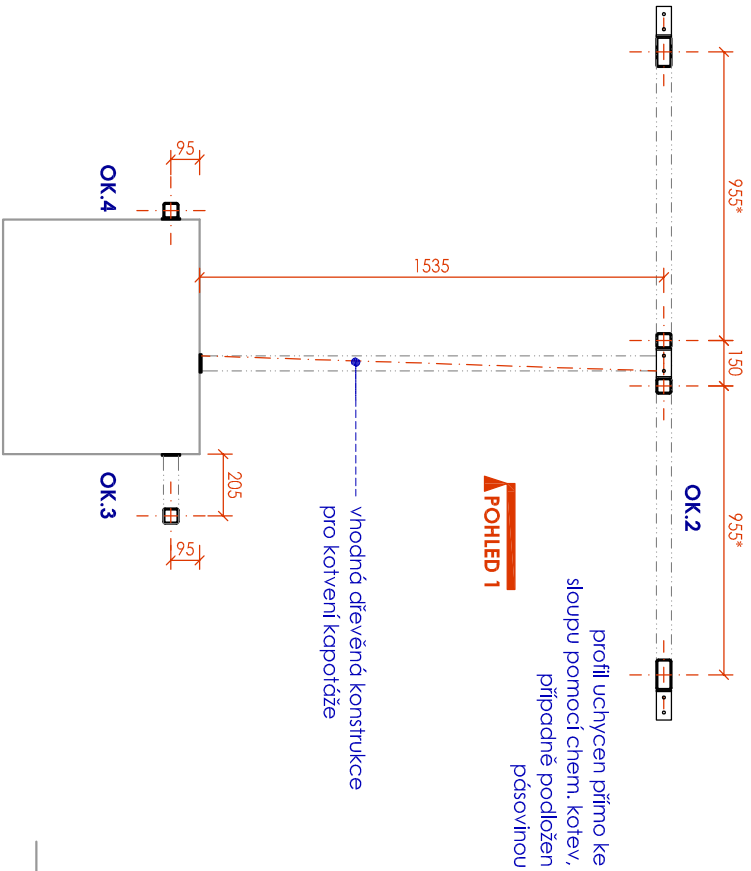 955*
150
955*
OK.2
1535
95
OK.4
205
OK.3
95
POHLED 1
profil uchycen přímo ke
sloupu pomocí chem. kotev,
případně podložen
pásovinou
vhodná dřevěná konstrukce
pro kotvení kapotáže